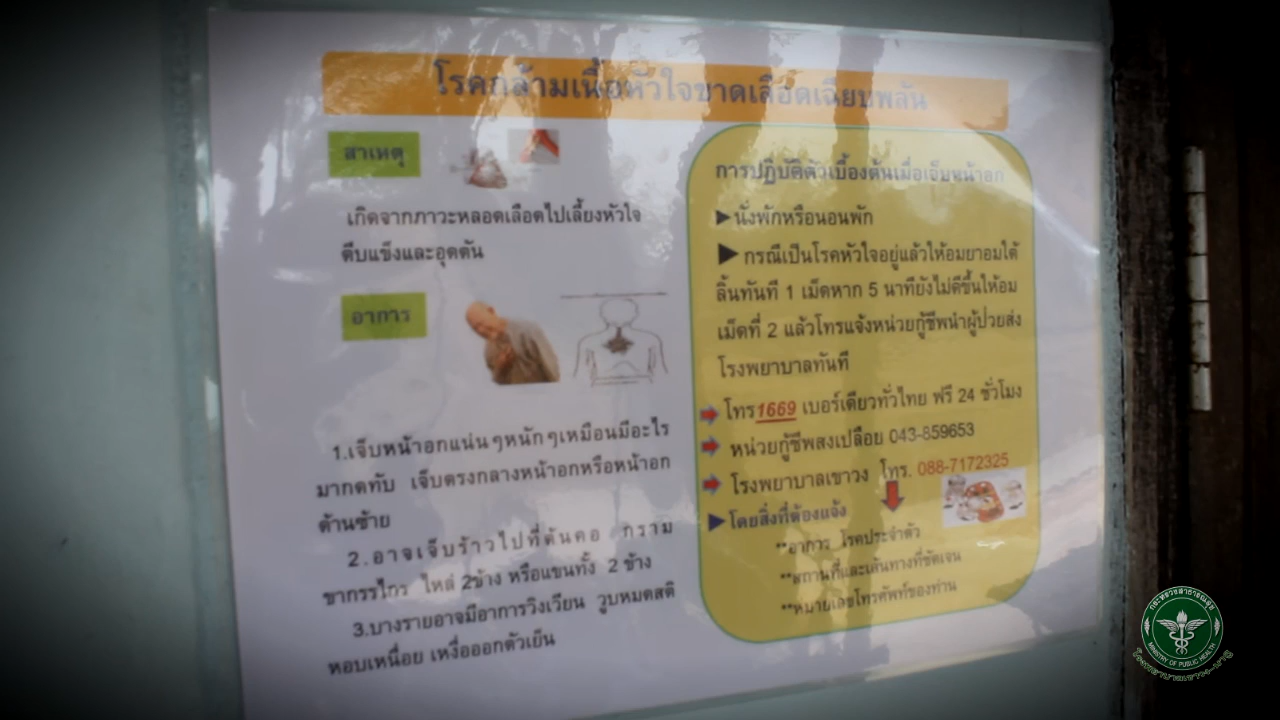 โรคกล้ามเนื้อหัวใจขาดเลือดเฉียบพลัน
สาเหตุ
เกิดจากภาวะหลอดเลือดไปเลี้ยงหัวใจ
ตีบแข็งและอุดตัน
อาการ
1.เจ็บหน้าอกแน่นๆหนักๆเหมือนมีอะไร
มากดทับ เจ็บตรงกลางหน้าอกหรือหน้าอก
ด้านซ้าย
2.อาจเจ็บร้าวไปที่ต้นคอ กราม
ขากรรไกร ไหล่ 2ข้าง หรือแขนทั้ง 2 ข้าง
3.บางรายอาจมีอาการวิงเวียน วูบหมดสติ
หอบเหนื่อย เหงื่อออกตัวเย็น
การปฏิบัติตัวเบื้องต้นเมื่อเจ็บหน้าอก
►นั่งพักหรือนอนพัก
► กรณีเป็นโรคหัวใจอยู่แล้วให้อมยาอมใต้
ลิ้นทันที 1 เม็ดหาก 5 นาทียังไม่ดีขึ้นให้อม
เม็ดที่ 2 แล้วโทรแจ้งหน่วยกู้ชีพนำผู้ป่วยส่ง
โรงพยาบาลทันที
โทร1669 เบอร์เดียวทั่วไทย ฟรี 24 ชั่วโมง
หน่วยกู้ชีพสงเปลือย 043-859653
โรงพยาบาลเขาวง โทร. 088-7172325
►โดยสิ่งที่ต้องแจ้ง
**อาการ โรคประจำตัว
**สถานที่และเส้นทางที่ชัดเจน
**หมายเลขโทรศัพท์ของท่าน
กระทรวงสาธารณสุข
MINISTRY OF PUBLIC HEALTH